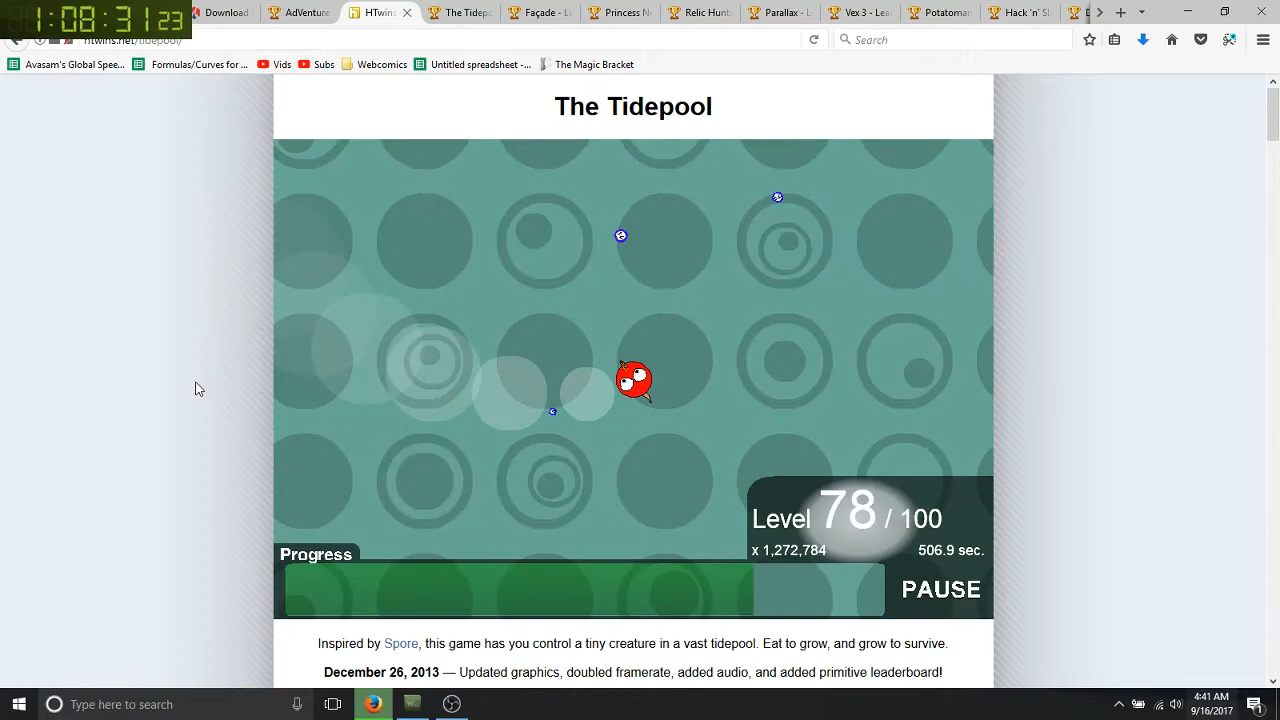 1:08:31 23
Download
AdVenture
HTwins
The Tidep
Façade - L
Princess N
Relic Hunt
Parallax - L
Vex 3 - Lea
Potatoman
Hack 'n' Sl
htwins.net/tidepool/
Search
Avasam's Global Spee...
Formulas/Curves for ...
Vids
Subs
Webcomics
Untitled spreadsheet -...
The Magic Bracket
The Tidepool
Level 78 / 100
x 1,272,784
506.9 sec.
Progress
PAUSE
Inspired by Spore, this game has you control a tiny creature in a vast tidepool. Eat to grow, and grow to survive.
December 26, 2013 — Updated graphics, doubled framerate, added audio, and added primitive leaderboard!
Type here to search
4:41 AM
9/16/2017